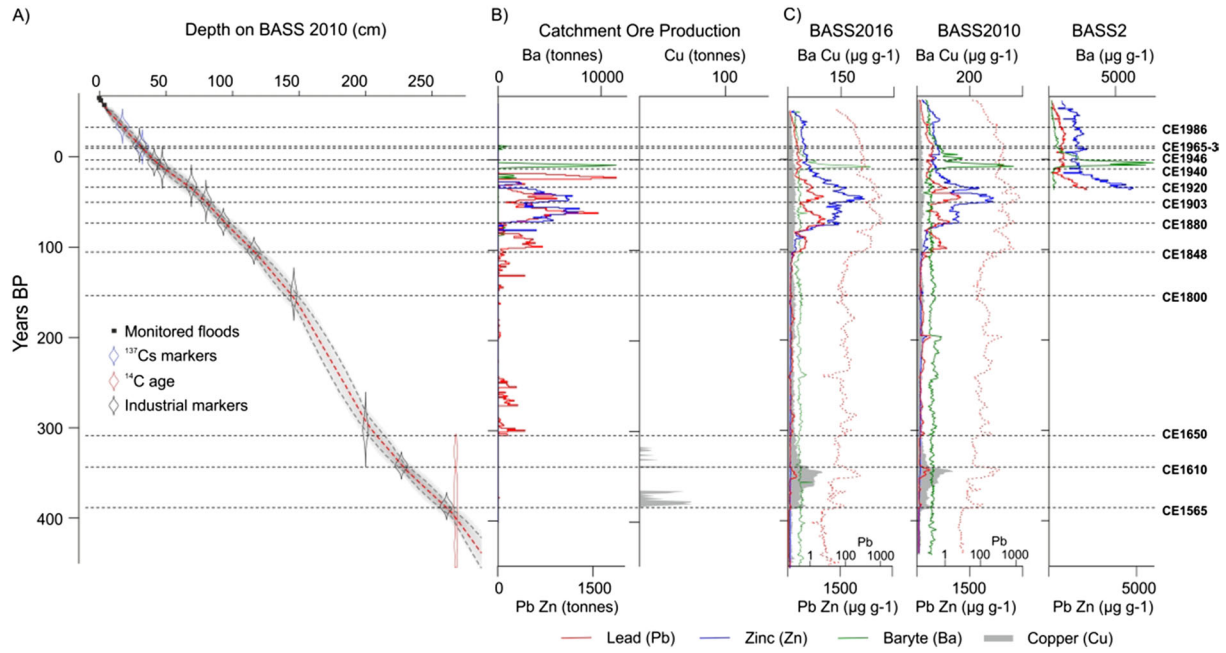 A)
Depth on BASS 2010 (cm)
0 50 100 150 200 250
Years BP
0
100
200
300
400
Monitored floods
137Cs markers
14C age
Industrial markers
B)
Catchment Ore Production
Ba (tonnes) Cu (tonnes)
0 10000 100
0 1500
Pb Zn (tonnes)
C)
BASS2016 BASS2010 BASS2
Ba Cu (µg g-1) Ba Cu (µg g-1) Ba (µg g-1)
150 200 5000
Pb Pb
1 100 1000 1 100 1000
1500 1500 5000
Pb Zn (µg g-1) Pb Zn (µg g-1) Pb Zn (µg g-1)
CE1986
CE1965-3
CE1946
CE1940
CE1920
CE1903
CE1880
CE1848
CE1800
CE1650
CE1610
CE1565
Lead (Pb) Zinc (Zn) Baryte (Ba) Copper (Cu)